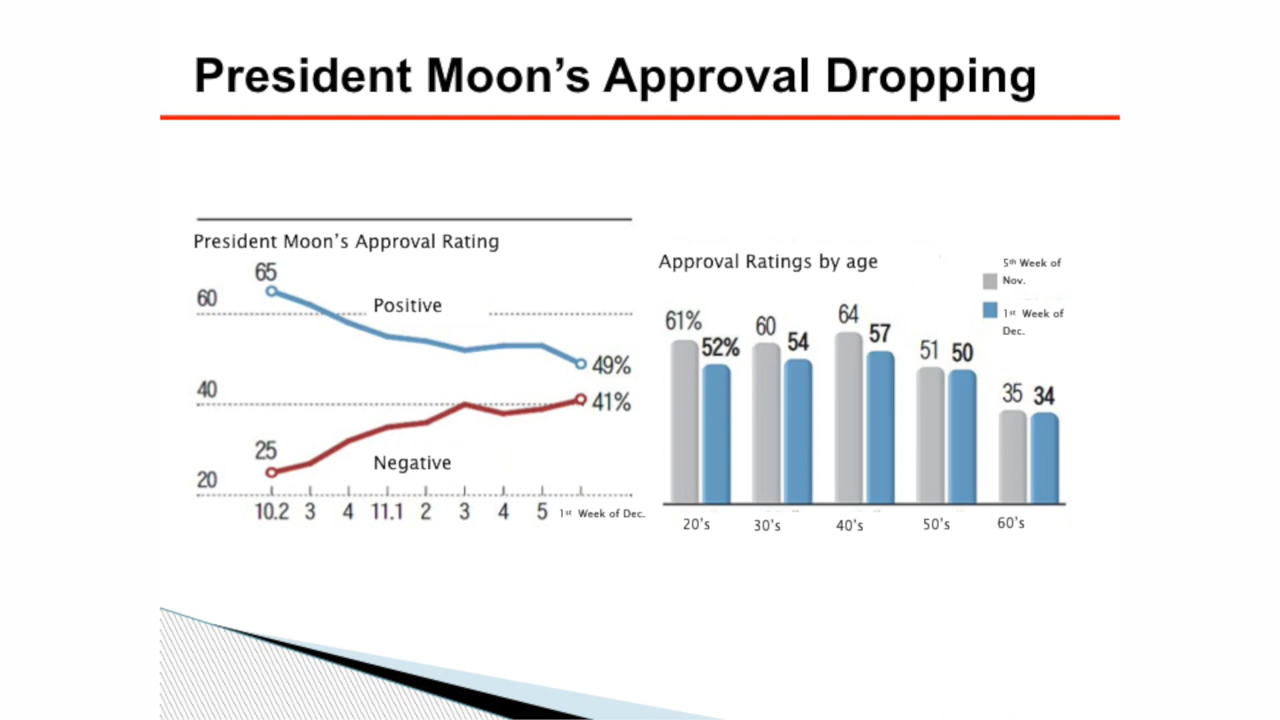 President Moon’s Approval Dropping
President Moon’s Approval Rating
65
60
Positive
49%
40
41%
25
Negative
20
10.2 3 4 11.1 2 3 4 5 1st Week of Dec.
Approval Ratings by age
5th Week of
Nov.
1st Week of
Dec.
61% 52% 60 54 64 57 51 50 35 34
20's 30's 40's 50's 60's